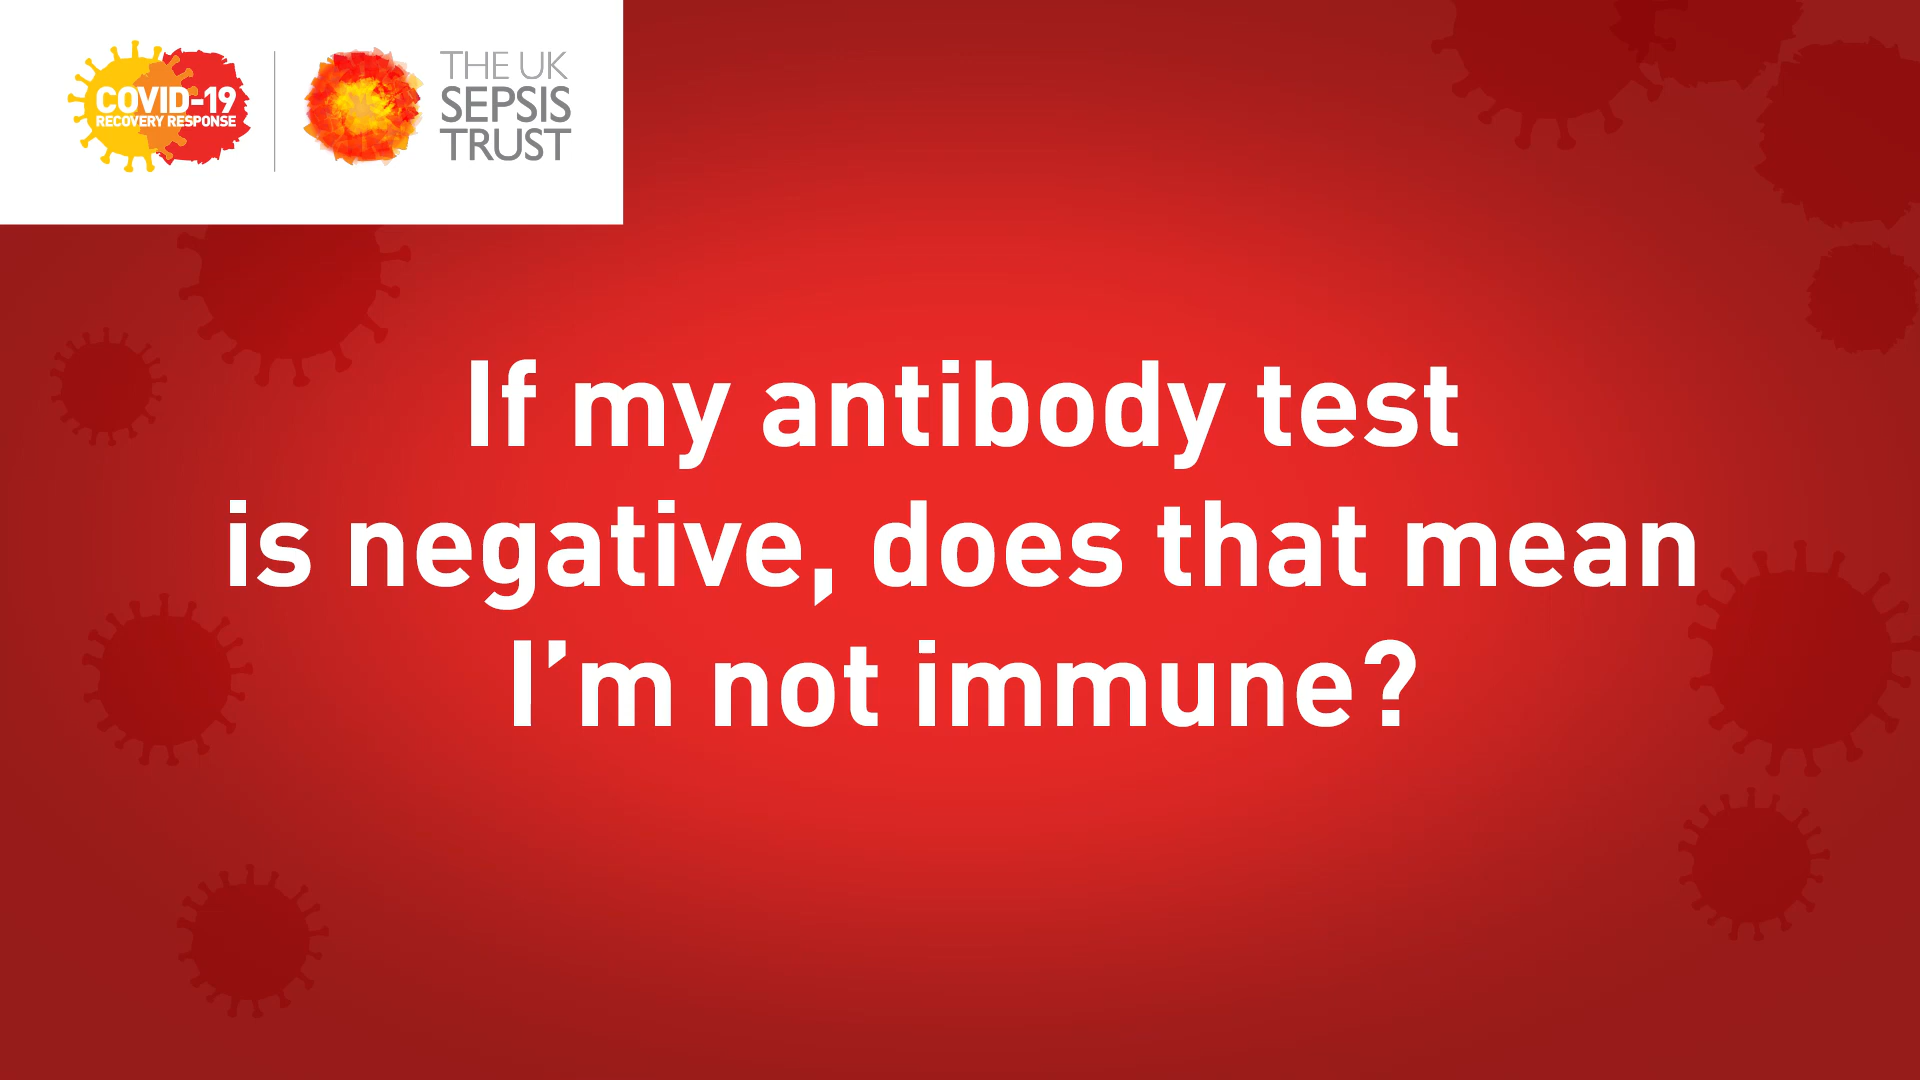 COVID-19
RECOVERY RESPONSE
THE UK
SEPSIS
TRUST
If my antibody test
is negative, does that mean
I’m not immune?